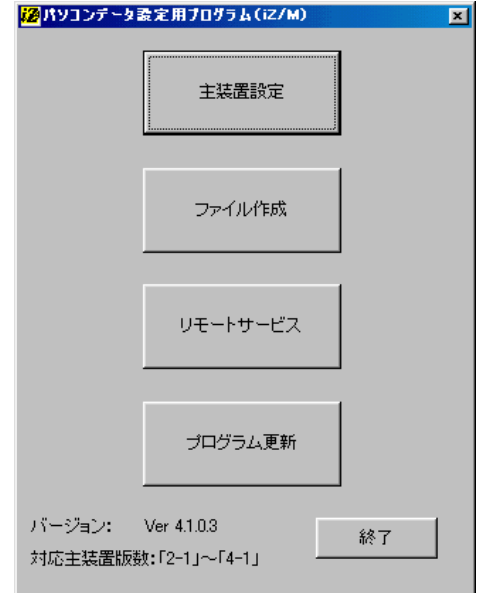 iZ パソコンデータ設定用プログラム(iZ/M)
主装置設定
ファイル作成
リモートサービス
プログラム更新
バージョン: Ver 4.1.0.3
終了
対応主装置版数:「2-1」~「4-1」